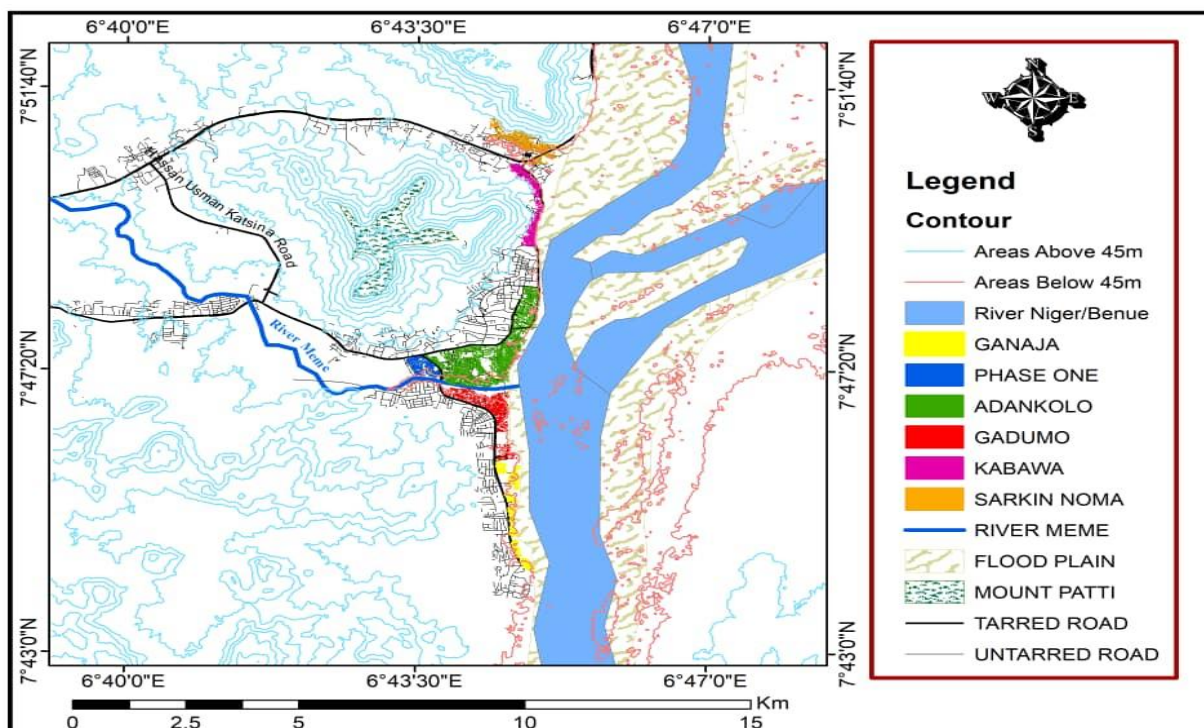 6°40'0"E 6°43'30"E 6°47'0"E
7°51'40"N
7°51'40"N
Hassan Usman Katsina Road
River Meme
7°47'20"N
7°47'20"N
7°43'0"N
7°43'0"N
6°40'0"E 6°43'30"E 6°47'0"E
Km
0 2.5 5 10 15
N
W E
S
Legend
Contour
Areas Above 45m
Areas Below 45m
River Niger/Benue
GANAJA
PHASE ONE
ADANKOLO
GADUMO
KABAWA
SARKIN NOMA
RIVER MEME
FLOOD PLAIN
MOUNT PATTI
TARRED ROAD
UNTARRED ROAD